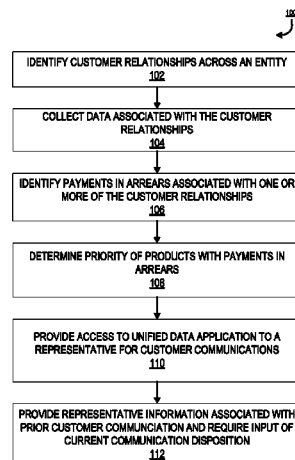 100
IDENTIFY CUSTOMER RELATIONSHIPS ACROSS AN ENTITY
102
COLLECT DATA ASSOCIATED WITH THE CUSTOMER
RELATIONSHIPS
104
IDENTIFY PAYMENTS IN ARREARS ASSOCIATED WITH ONE OR
MORE OF THE CUSTOMER RELATIONSHIPS
106
DETERMINE PRIORITY OF PRODUCTS WITH PAYMENTS IN
ARREARS
108
PROVIDE ACCESS TO UNIFIED DATA APPLICATION TO A
REPRESENTATIVE FOR CUSTOMER COMMUNICATIONS
110
PROVIDE REPRESENTATIVE INFORMATION ASSOCIATED WITH
PRIOR CUSTOMER COMMUNCIATION AND REQUIRE INPUT OF
CURRENT COMMUNICATION DISPOSITION
112